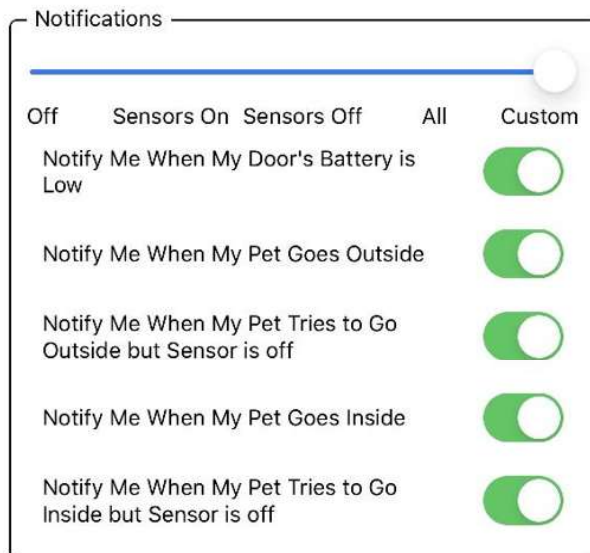 Notifications
Off Sensors On Sensors Off All Custom
Notify Me When My Door's Battery is
Low
Notify Me When My Pet Goes Outside
Notify Me When My Pet Tries to Go
Outside but Sensor is off
Notify Me When My Pet Goes Inside
Notify Me When My Pet Tries to Go
Inside but Sensor is off